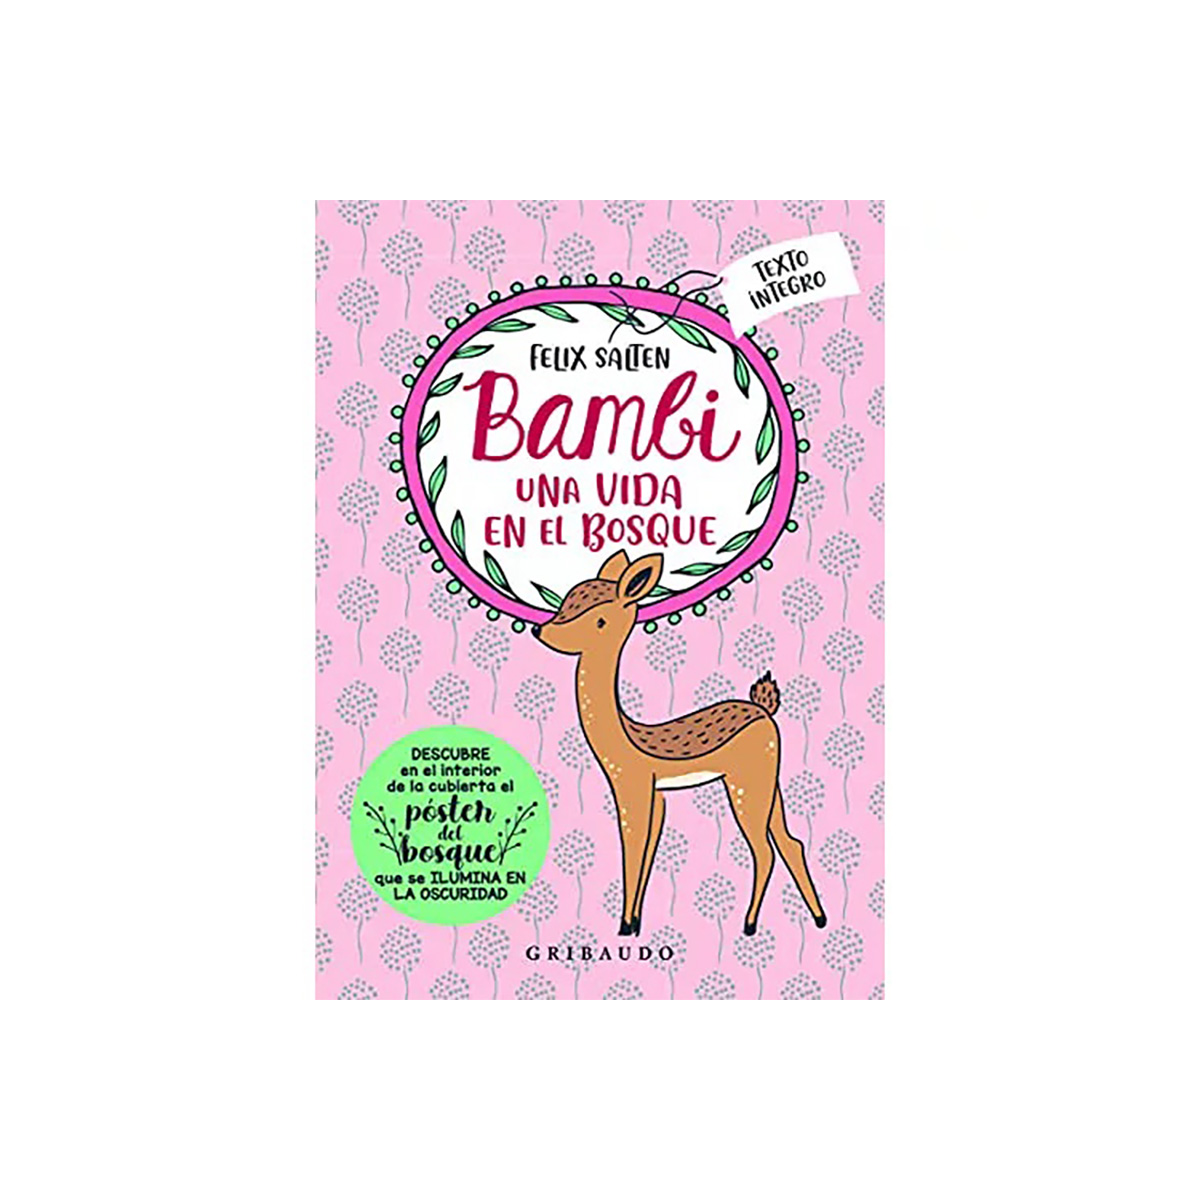 TEXTO
ÍNTEGRO
FELIX SALTEN
Bambi
UNA VIDA
EN EL BOSQUE
DESCUBRE
en el interior
de la cubierta el
póster
del
bosque
que se ILUMINA EN
LA OSCURIDAD
GRIBAUDO